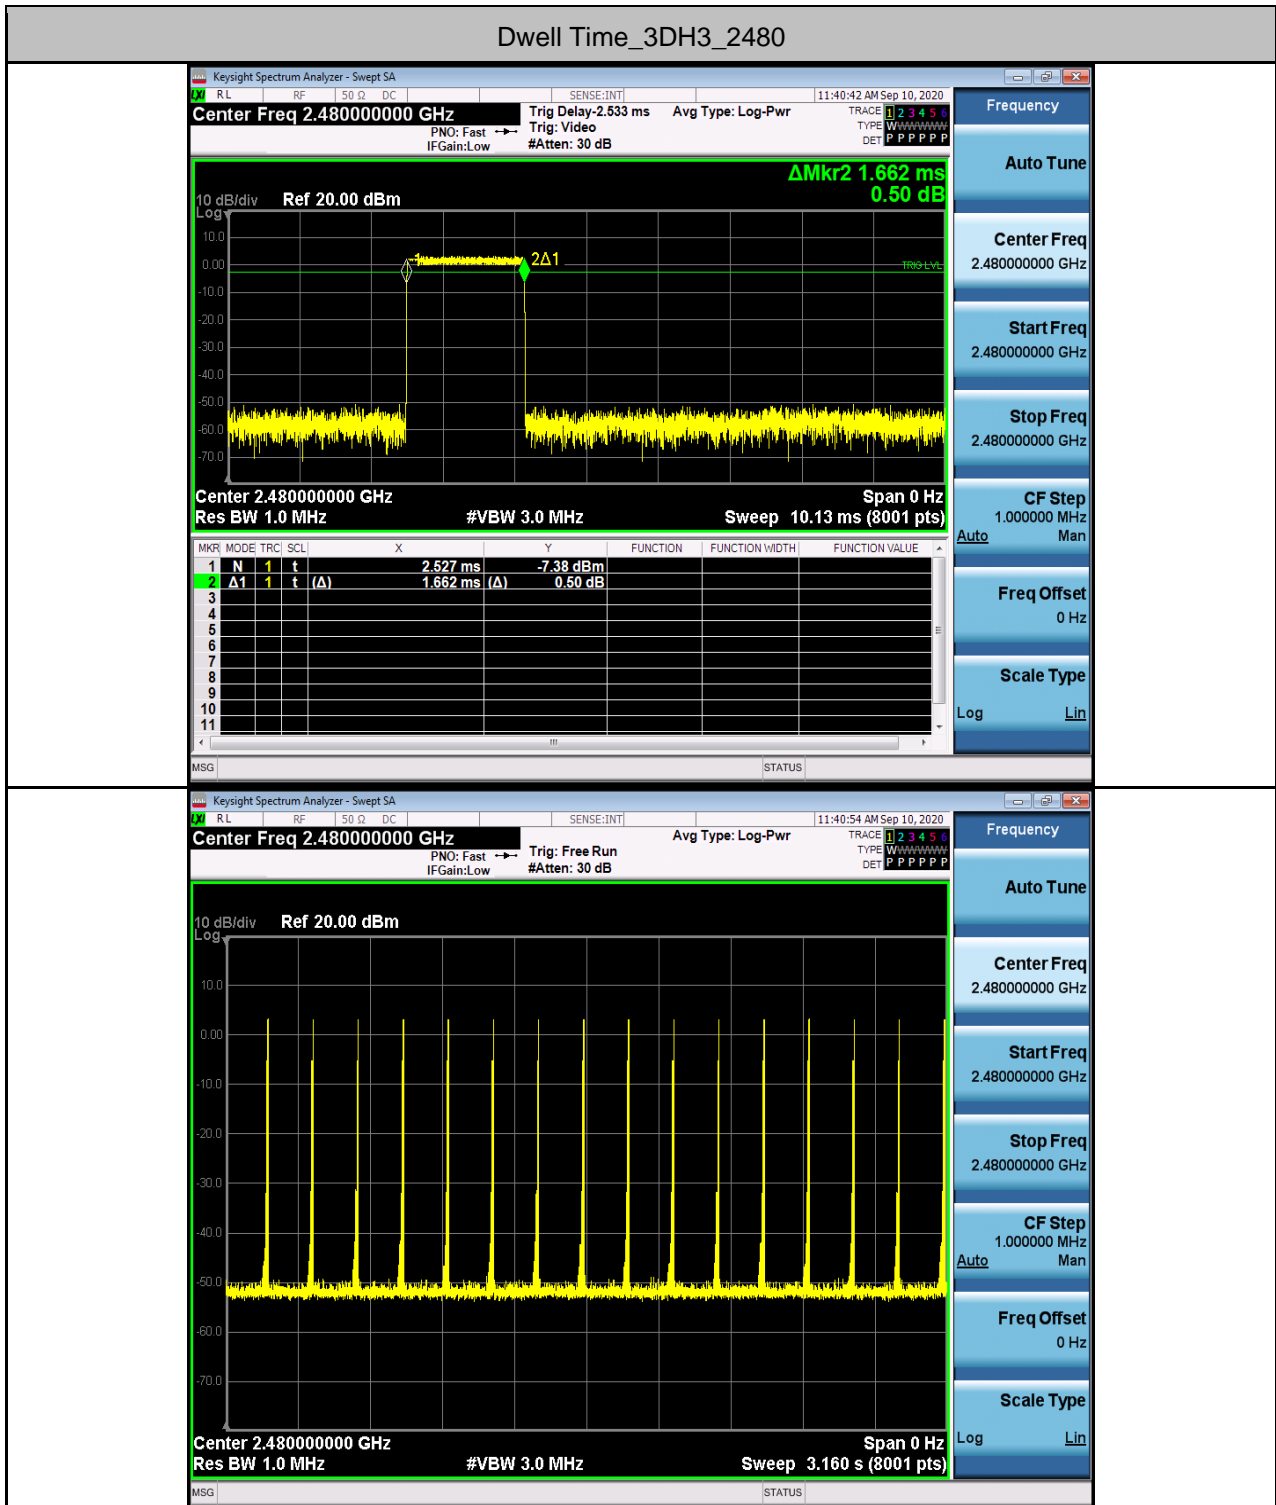 Dwell Time_3DH3_2480
Keysight Spectrum Analyzer - Swept SA
LXI RL RF 50 Ω DC SENSE:INT 11:40:42 AM Sep 10, 2020
Center Freq 2.480000000 GHz
PNO: Fast
IFGain:Low
Trig Delay-2.533 ms
Trig: Video
#Atten: 30 dB
Avg Type: Log-Pwr
TRACE 1 2 3 4 5 6
TYPE WWWWWWW
DET P P P P P P
Frequency
Auto Tune
Center Freq
2.480000000 GHz
Start Freq
2.480000000 GHz
Stop Freq
2.480000000 GHz
CF Step
1.000000 MHz
Auto Man
Freq Offset
0 Hz
Scale Type
Log Lin
ΔMkr2 1.662 ms
0.50 dB
10 dB/div Ref 20.00 dBm
Log
10.0
0.00
-10.0
-20.0
-30.0
-40.0
-50.0
-60.0
-70.0
1
2Δ1
TRIG LVL
Center 2.480000000 GHz Span 0 Hz
Res BW 1.0 MHz #VBW 3.0 MHz Sweep 10.13 ms (8001 pts)
MKR MODE TRC SCL X Y FUNCTION FUNCTION WIDTH FUNCTION VALUE
1 N 1 t 2.527 ms -7.38 dBm
2 Δ1 1 t (Δ) 1.662 ms (Δ) 0.50 dB
3
4
5
6
7
8
9
10
11
MSG STATUS
Keysight Spectrum Analyzer - Swept SA
LXI RL RF 50 Ω DC SENSE:INT 11:40:54 AM Sep 10, 2020
Center Freq 2.480000000 GHz
PNO: Fast
IFGain:Low
Trig: Free Run
#Atten: 30 dB
Avg Type: Log-Pwr
TRACE 1 2 3 4 5 6
TYPE WWWWWWW
DET P P P P P P
Frequency
Auto Tune
Center Freq
2.480000000 GHz
Start Freq
2.480000000 GHz
Stop Freq
2.480000000 GHz
CF Step
1.000000 MHz
Auto Man
Freq Offset
0 Hz
Scale Type
Log Lin
10 dB/div Ref 20.00 dBm
Log
10.0
0.00
-10.0
-20.0
-30.0
-40.0
-50.0
-60.0
-70.0
Center 2.480000000 GHz Span 0 Hz
Res BW 1.0 MHz #VBW 3.0 MHz Sweep 3.160 s (8001 pts)
MSG STATUS